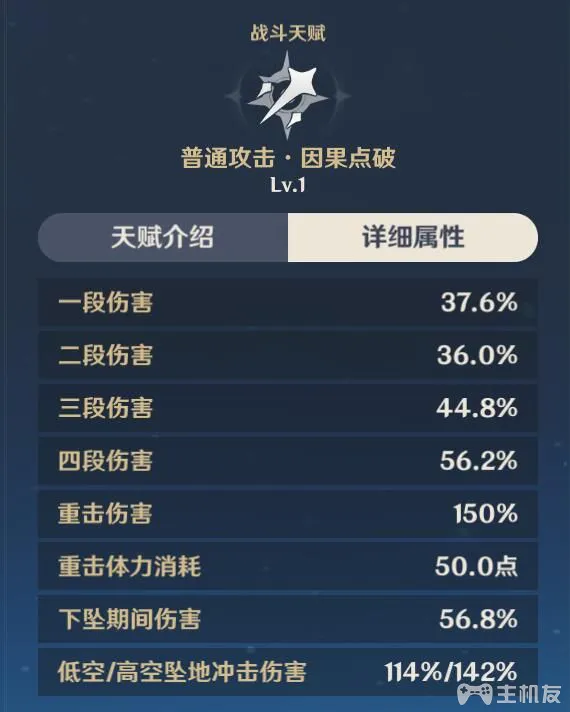 战斗天赋
普通攻击·因果点破
Lv.1
天赋介绍 详细属性
一段伤害 37.6%
二段伤害 36.0%
三段伤害 44.8%
四段伤害 56.2%
重击伤害 150%
重击体力消耗 50.0点
下坠期间伤害 56.8%
低空/高空坠地冲击伤害 114%/142%
主机友